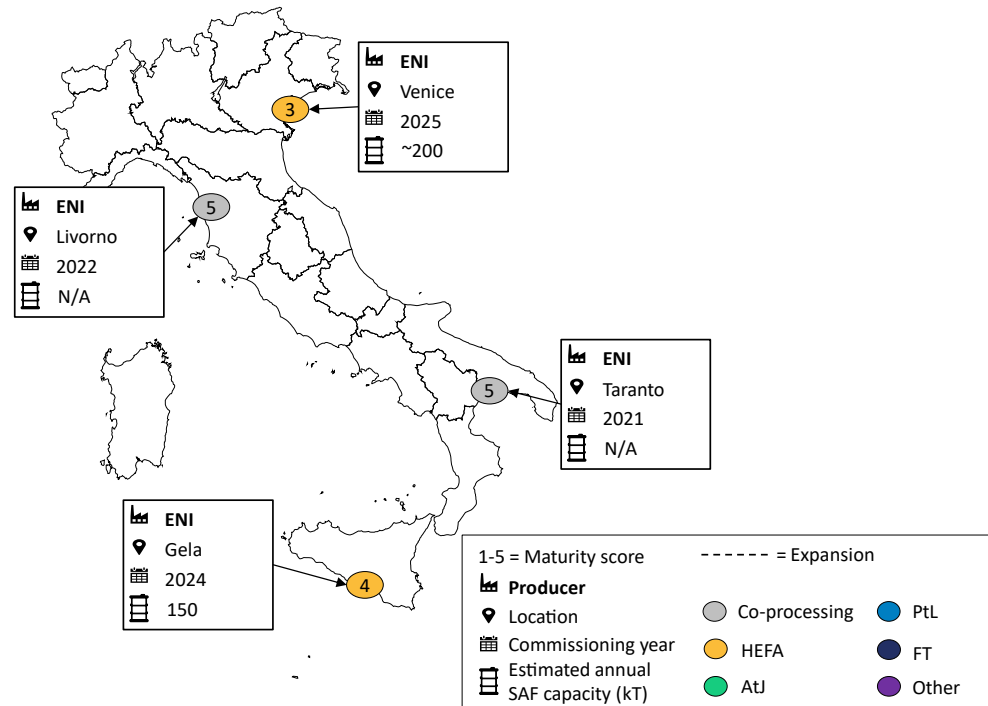 ENI
Venice
2025
~200
3
ENI
Livorno
2022
N/A
5
ENI
Taranto
2021
N/A
5
ENI
Gela
2024
150
4
1-5 = Maturity score
= Expansion
Producer
Location
Commissioning year
Estimated annual
SAF capacity (kT)
Co-processing
HEFA
AtJ
PtL
FT
Other